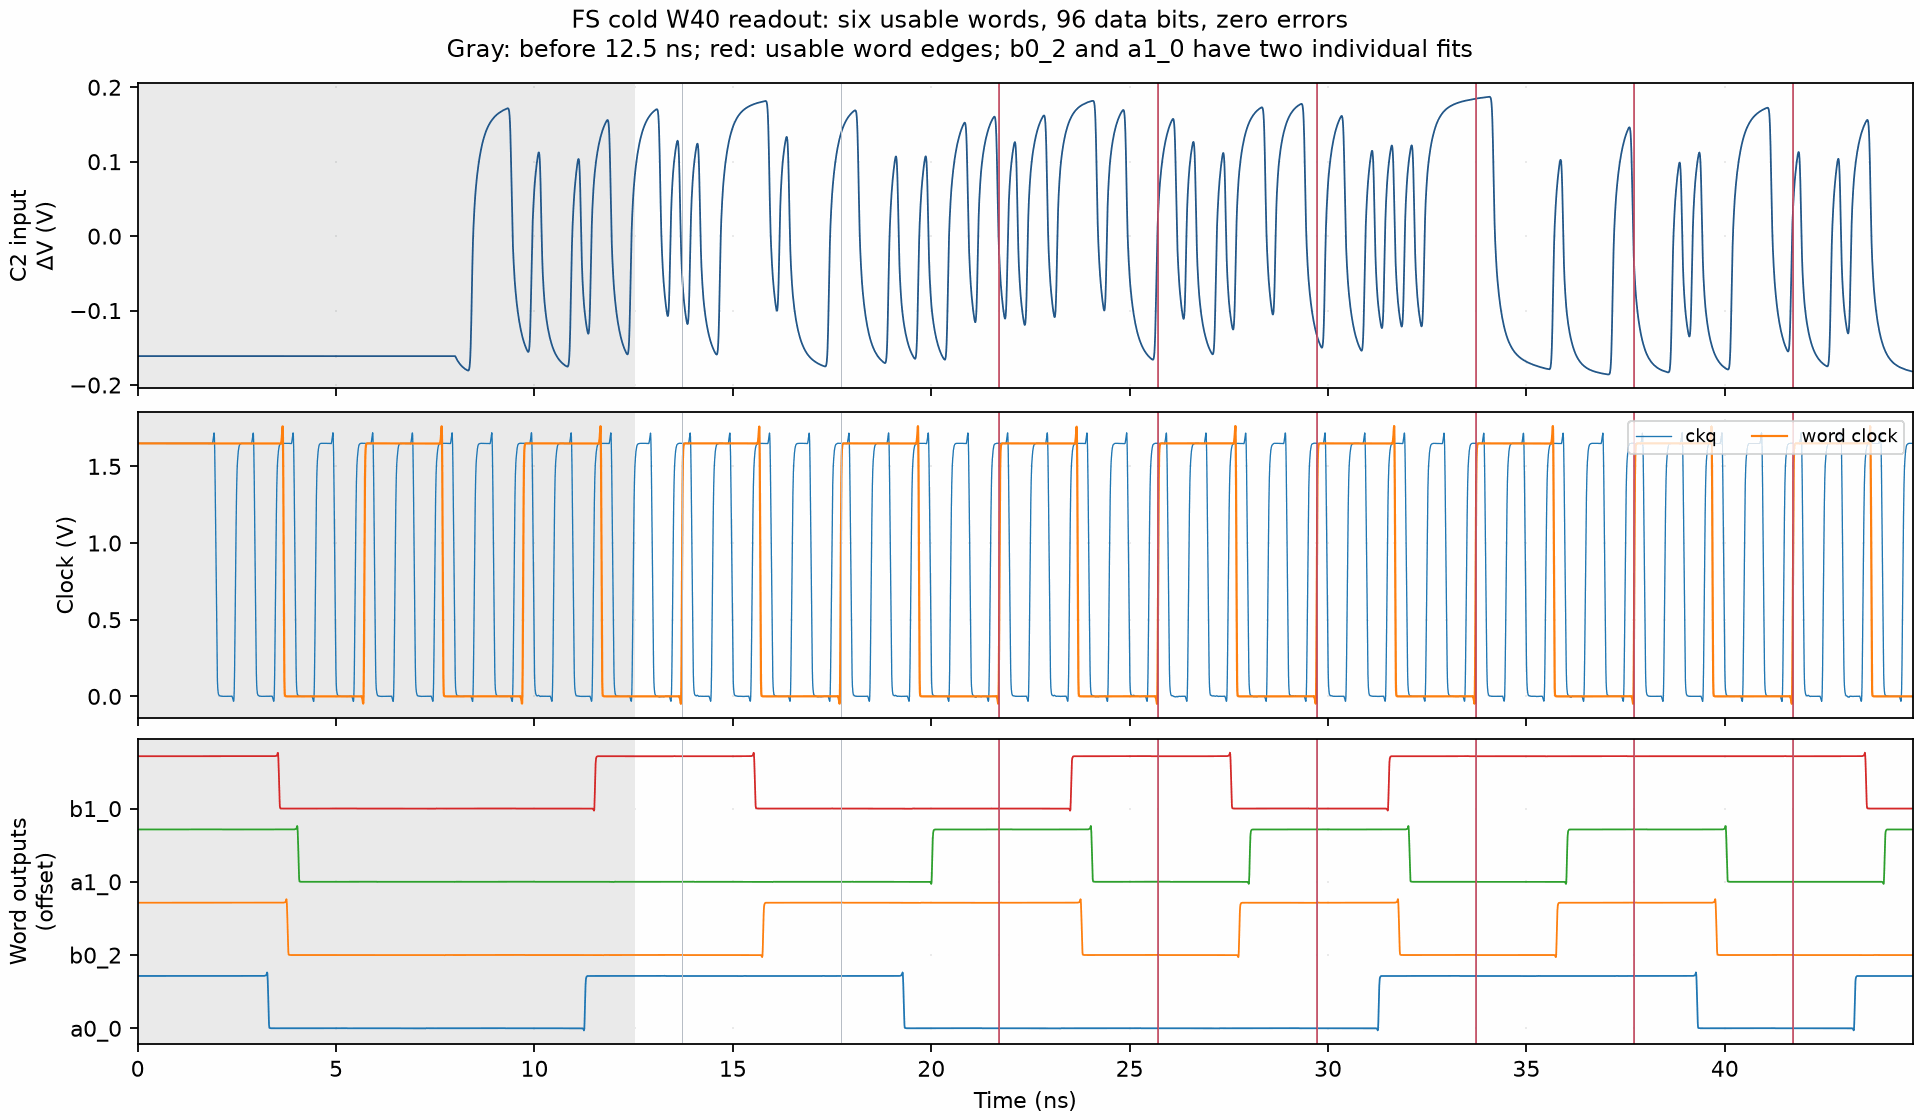 FS cold W40 readout: six usable words, 96 data bits, zero errors
Gray: before 12.5 ns; red: usable word edges; b0_2 and a1_0 have two individual fits
C2 input
ΔV (V)
0.2
0.1
0.0
−0.1
−0.2
Clock (V)
1.5
1.0
0.5
0.0
ckq
word clock
Word outputs
(offset)
b1_0
a1_0
b0_2
a0_0
0
5
10
15
20
25
30
35
40
Time (ns)